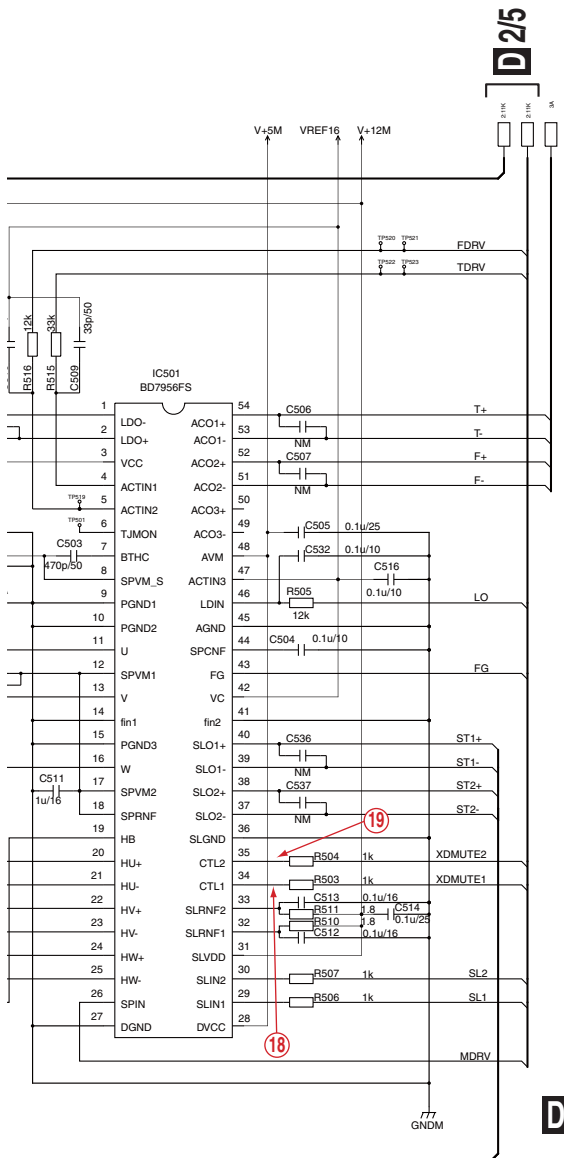 D 2/5
2:11K
2:11K
3A
V+5M VREF16 V+12M
TP520 TP521 FDRV
TP522 TP523 TDRV
R516 12k
R515 33k
C509 33p/50
IC501
BD7956FS
1 LDO- ACO1+ 54 C506 T+
2 LDO+ ACO1- 53 NM T-
3 VCC ACO2+ 52 C507 F+
4 ACTIN1 ACO2- 51 NM F-
TP519 5 ACTIN2 ACO3+ 50
TP501 6 TJMON ACO3- 49 C505 0.1u/25
C503 470p/50 7 BTHC AVM 48 C532 0.1u/10
8 SPVM_S ACTIN3 47 C516 0.1u/10
9 PGND1 LDIN 46 R505 12k LO
10 PGND2 AGND 45
11 U SPCNF 44 C504 0.1u/10
12 SPVM1 FG 43 FG
13 V VC 42
14 fin1 fin2 41
15 PGND3 SLO1+ 40 C536 ST1+
16 W SLO1- 39 NM ST1-
C511 1u/16 17 SPVM2 SLO2+ 38 C537 ST2+
18 SPRNF SLO2- 37 NM ST2-
19 HB SLGND 36 19
20 HU+ CTL2 35 R504 1k XDMUTE2
21 HU- CTL1 34 R503 1k XDMUTE1
22 HV+ SLRNF2 33 C513 0.1u/16
R511 1.8 C514 0.1u/25
23 HV- SLRNF1 32 R510 1.8
C512 0.1u/16
24 HW+ SLVDD 31
25 HW- SLIN2 30 R507 1k SL2
26 SPIN SLIN1 29 R506 1k SL1
27 DGND DVCC 28
18
MDRV
GNDM
D